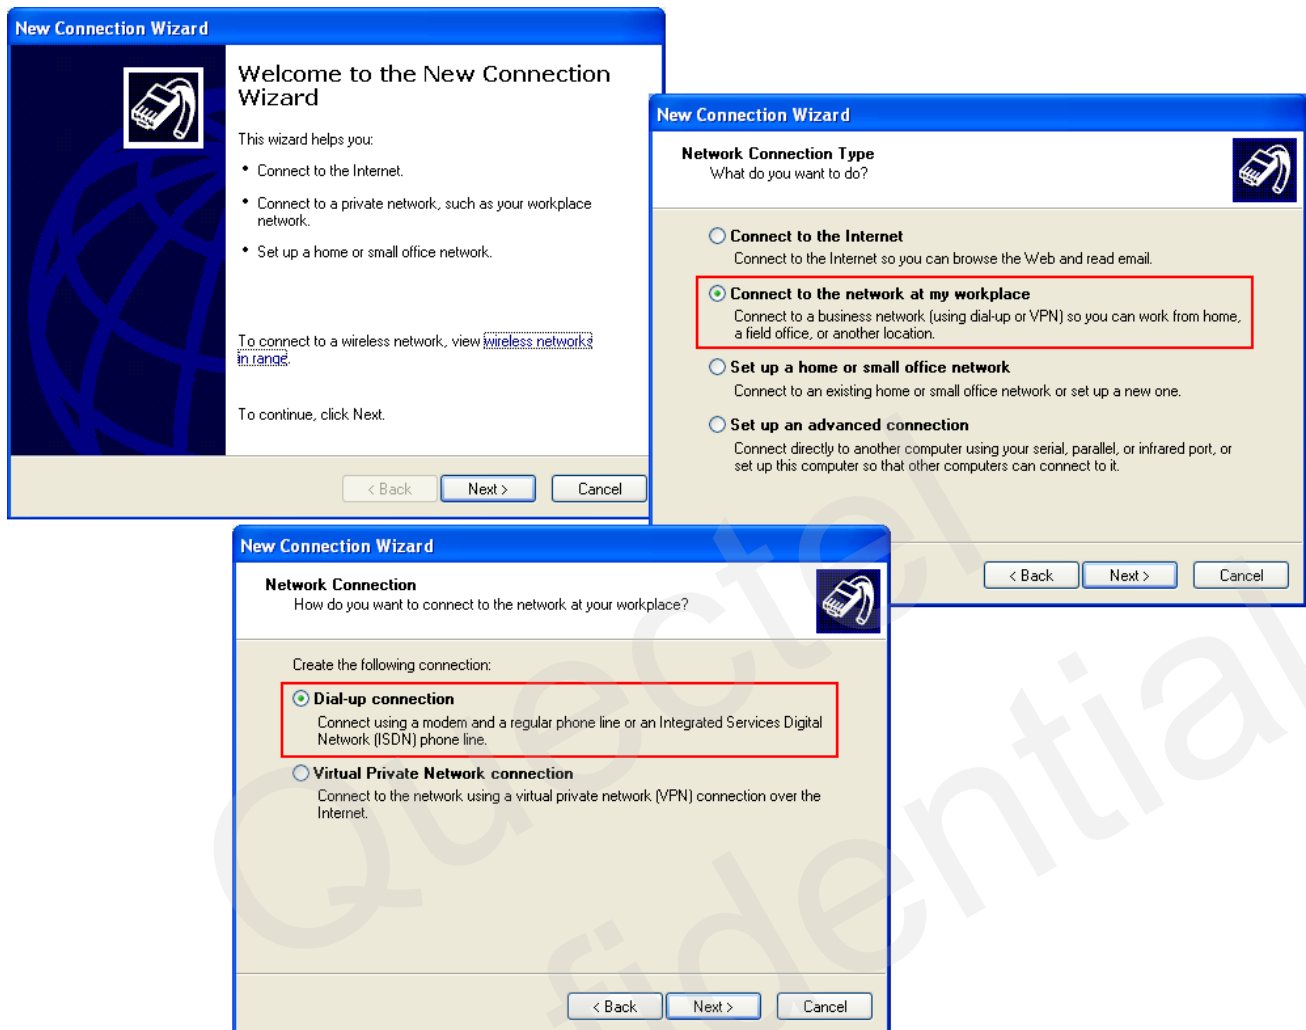 New Connection Wizard
Welcome to the New Connection
Wizard
This wizard helps you:
• Connect to the Internet.
• Connect to a private network, such as your workplace
network.
• Set up a home or small office network.
To connect to a wireless network, view wireless networks
in range.
To continue, click Next.
< Back Next > Cancel
New Connection Wizard
Network Connection Type
What do you want to do?
Connect to the Internet
Connect to the Internet so you can browse the Web and read email.
Connect to the network at my workplace
Connect to a business network (using dial-up or VPN) so you can work from home,
a field office, or another location.
Set up a home or small office network
Connect to an existing home or small office network or set up a new one.
Set up an advanced connection
Connect directly to another computer using your serial, parallel, or infrared port, or
set up this computer so that other computers can connect to it.
< Back Next > Cancel
New Connection Wizard
Network Connection
How do you want to connect to the network at your workplace?
Create the following connection:
Dial-up connection
Connect using a modem and a regular phone line or an Integrated Services Digital
Network (ISDN) phone line.
Virtual Private Network connection
Connect to the network using a virtual private network (VPN) connection over the
Internet.
< Back Next > Cancel
Quectel
fidential